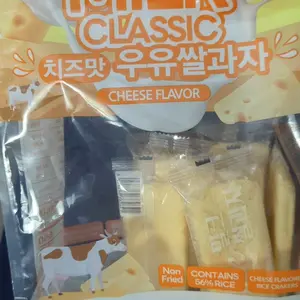 CLASSIC
치즈맛 우유쌀과자
CHEESE FLAVOR
Non
Fried
CONTAINS
56% RICE
CHEESE FLAVORED
RICE CRACKERS